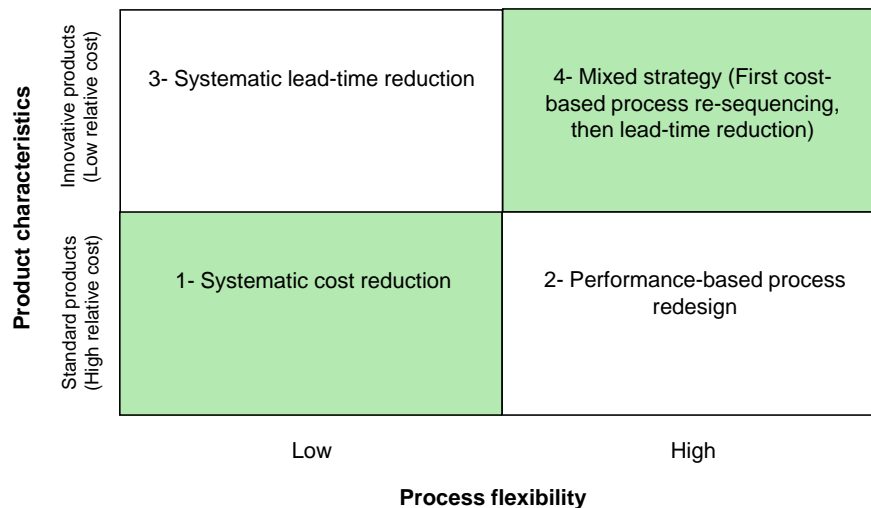 Product characteristics
Innovative products
(Low relative cost)
3- Systematic lead-time reduction
4- Mixed strategy (First cost-
based process re-sequencing,
then lead-time reduction)
Standard products
(High relative cost)
1- Systematic cost reduction
2- Performance-based process
redesign
Low
High
Process flexibility